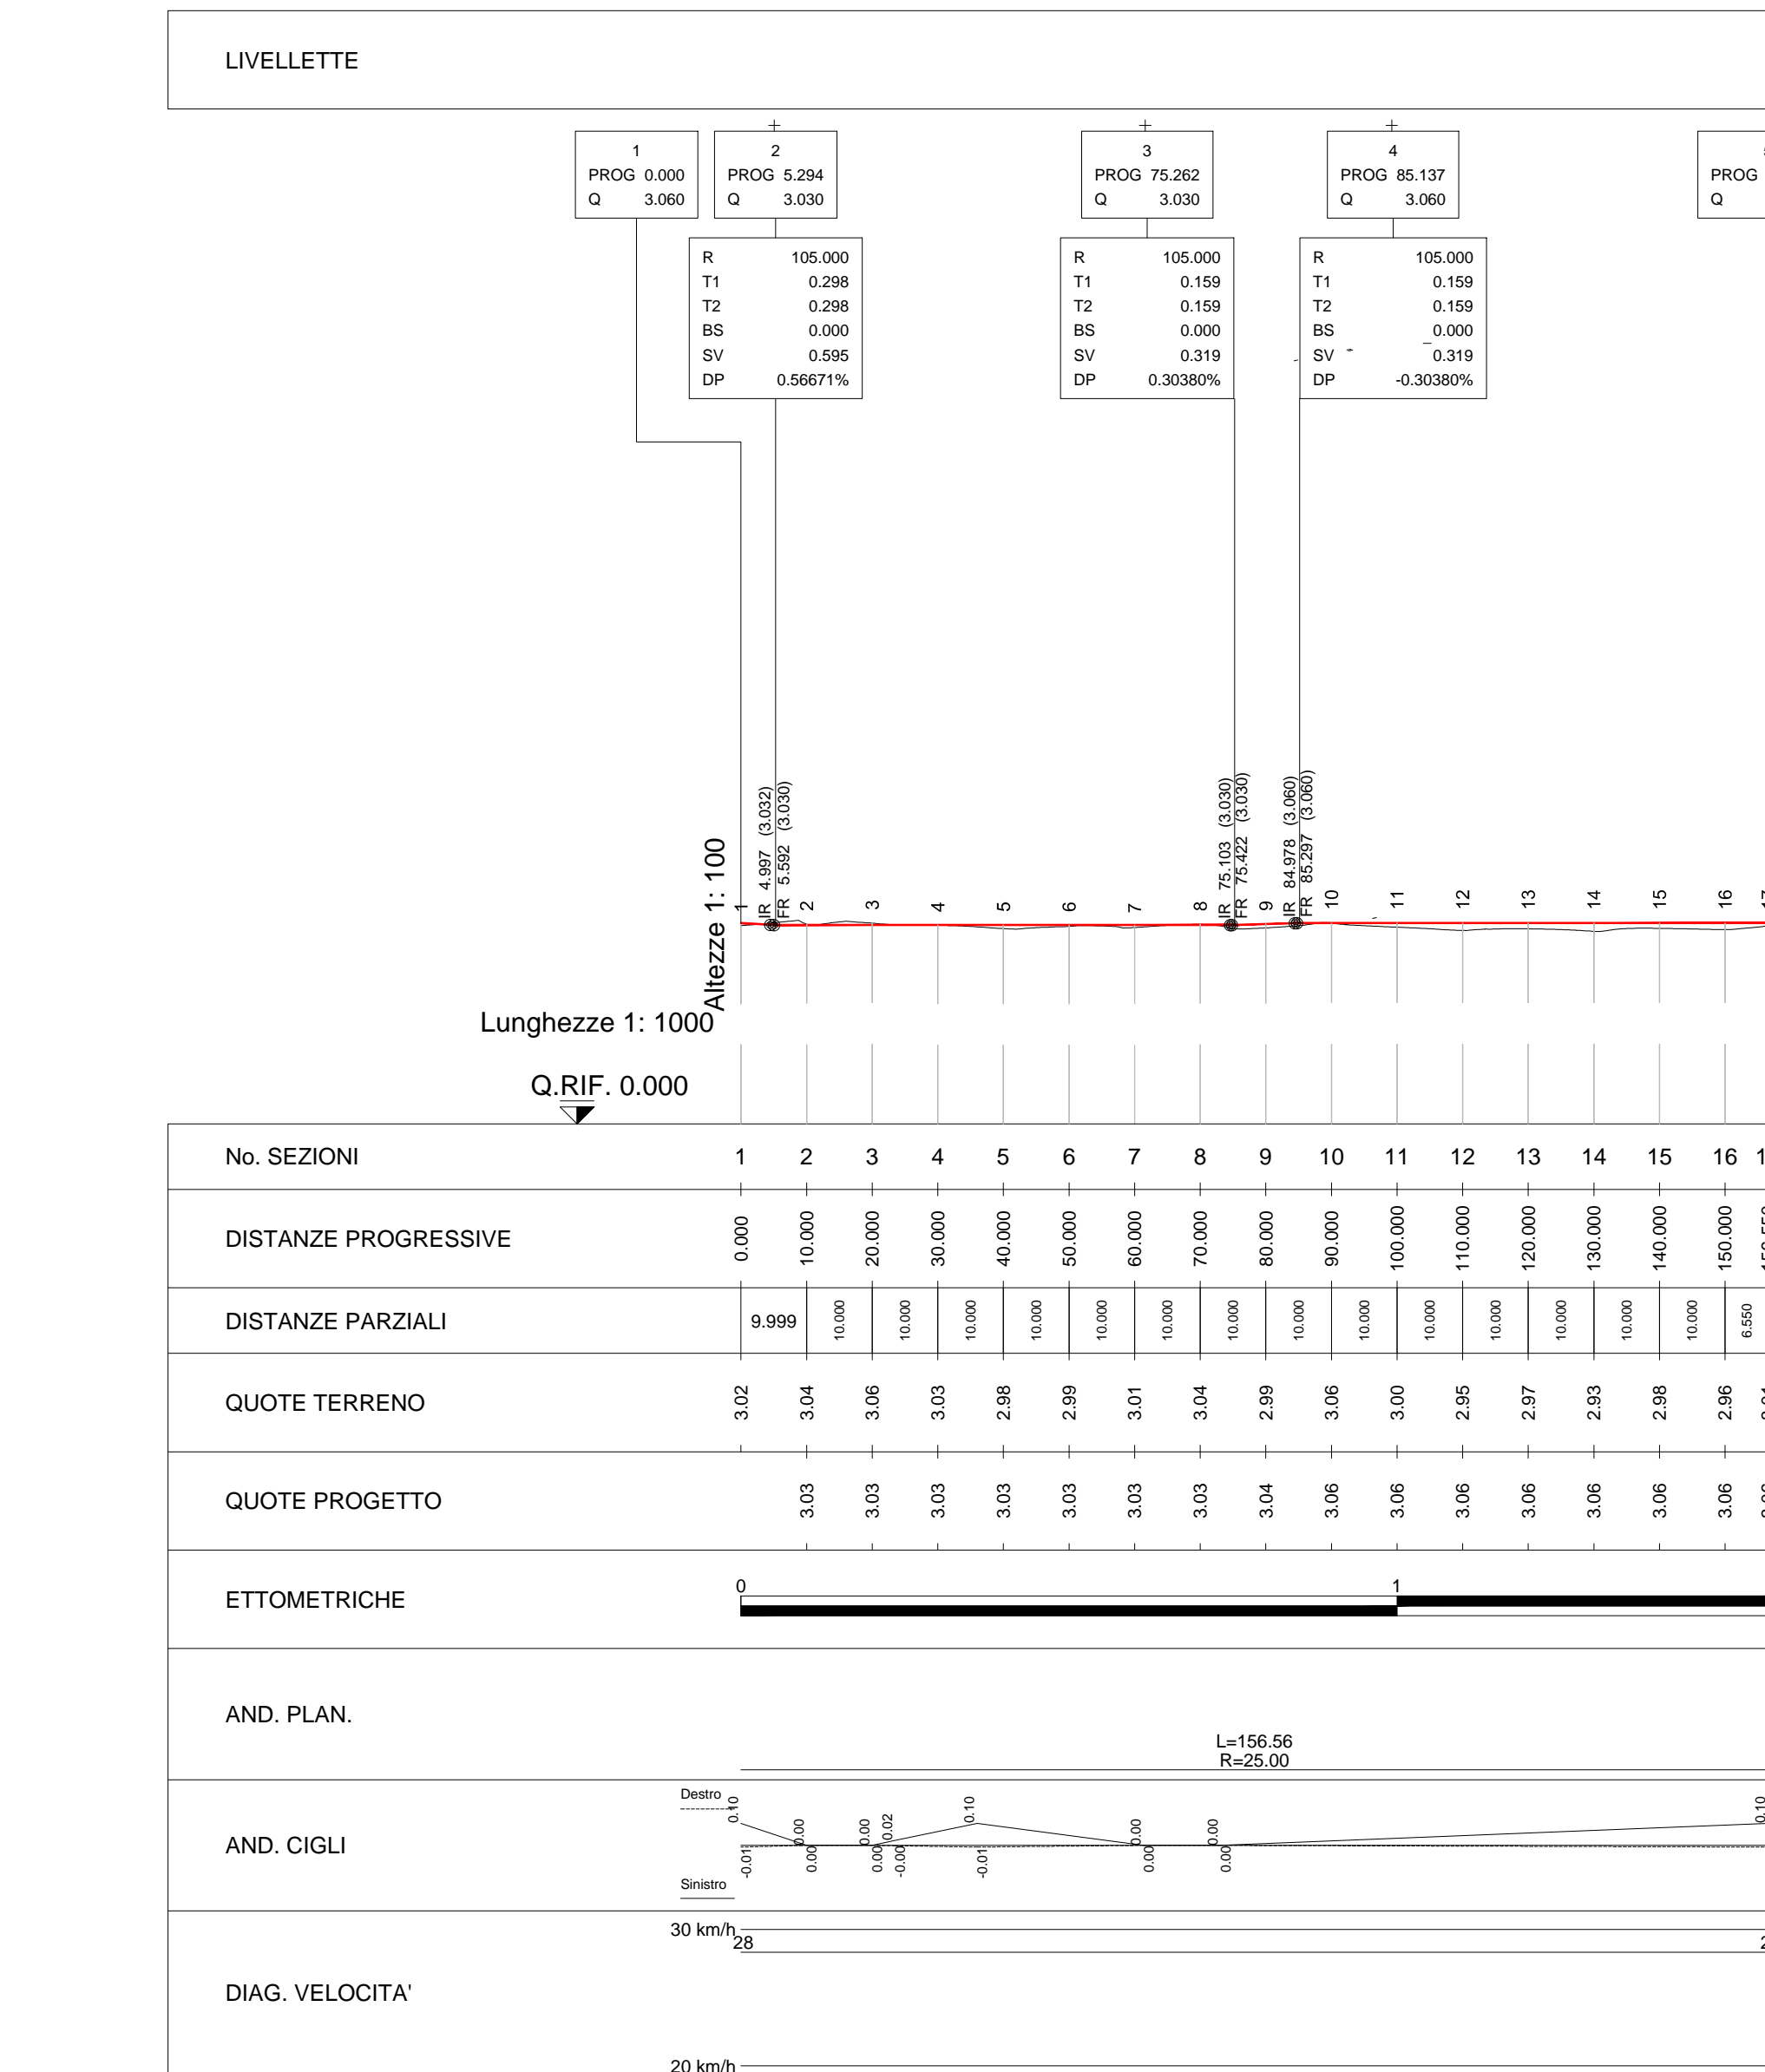 LIVELLETTE
1
PROG 0.000
Q 3.060
2
PROG 5.294
Q 3.030
3
PROG 75.262
Q 3.030
4
PROG 85.137
Q 3.060
PROG
Q
R 105.000
T1 0.298
T2 0.298
BS 0.000
SV 0.595
DP 0.56671%
R 105.000
T1 0.159
T2 0.159
BS 0.000
SV 0.319
DP 0.30380%
R 105.000
T1 0.159
T2 0.159
BS 0.000
SV 0.319
DP -0.30380%
IR 4.997 (3.032)
FR 5.592 (3.030)
IR 75.103 (3.030)
FR 75.422 (3.030)
IR 84.978 (3.060)
FR 85.297 (3.060)
1 2 3 4 5 6 7 8 9 10 11 12 13 14 15 16 17
Altezze 1: 100
Lunghezze 1: 1000
Q.RIF. 0.000
No. SEZIONI 1 2 3 4 5 6 7 8 9 10 11 12 13 14 15 16
DISTANZE PROGRESSIVE 0.000 10.000 20.000 30.000 40.000 50.000 60.000 70.000 80.000 90.000 100.000 110.000 120.000 130.000 140.000 150.000
DISTANZE PARZIALI 9.999 10.000 10.000 10.000 10.000 10.000 10.000 10.000 10.000 10.000 10.000 10.000 10.000 10.000 10.000 6.550
QUOTE TERRENO 3.02 3.04 3.06 3.03 2.98 2.99 3.01 3.04 2.99 3.06 3.00 2.95 2.97 2.93 2.98 2.96
QUOTE PROGETTO 3.03 3.03 3.03 3.03 3.03 3.03 3.03 3.04 3.06 3.06 3.06 3.06 3.06 3.06 3.06
ETTOMETRICHE 0 1
AND. PLAN.
L=156.56
R=25.00
AND. CIGLI
Destro
0.10 0.00 0.00 0.02 0.10 0.00 0.00 0.10
-0.01 0.00 0.00 -0.00 -0.01 0.00 0.00
Sinistro
30 km/h
28
DIAG. VELOCITA'
20 km/h